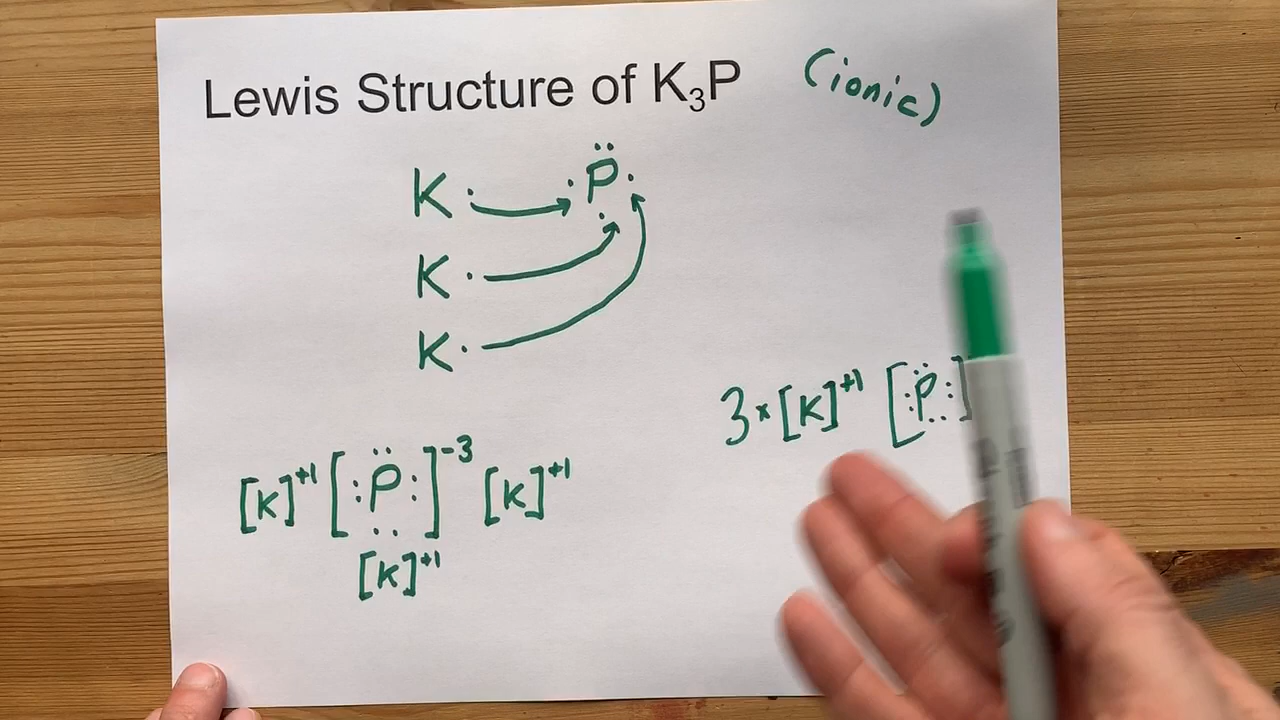 Lewis Structure of K₃P (ionic)
K· ·P̈·
K·
K·
3×[K]⁺¹ [:P̈:]
[K]⁺¹ [:P̈:]⁻³ [K]⁺¹
[K]⁺¹